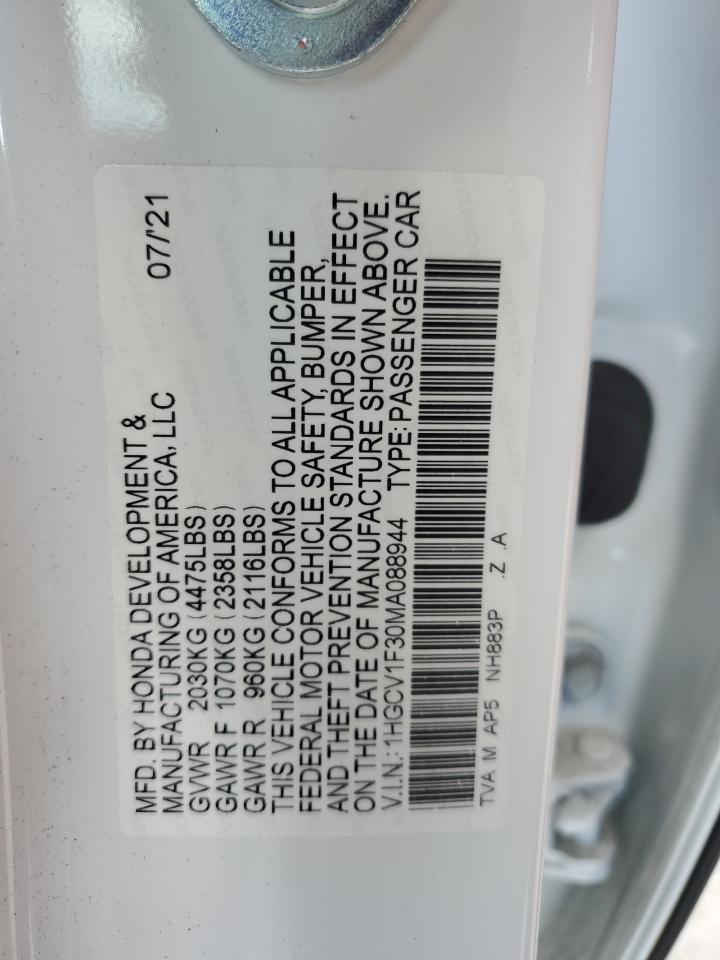 MFD. BY HONDA DEVELOPMENT & 07/'21
MANUFACTURING OF AMERICA, LLC
GVWR 2030KG (4475LBS)
GAWR F 1070KG (2358LBS)
GAWR R 960KG (2116LBS)
THIS VEHICLE CONFORMS TO ALL APPLICABLE
FEDERAL MOTOR VEHICLE SAFETY, BUMPER,
AND THEFT PREVENTION STANDARDS IN EFFECT
ON THE DATE OF MANUFACTURE SHOWN ABOVE.
V.I.N.: 1HGCV1F30MA088944 TYPE: PASSENGER CAR
TVA M AP5 NH883P .Z .A